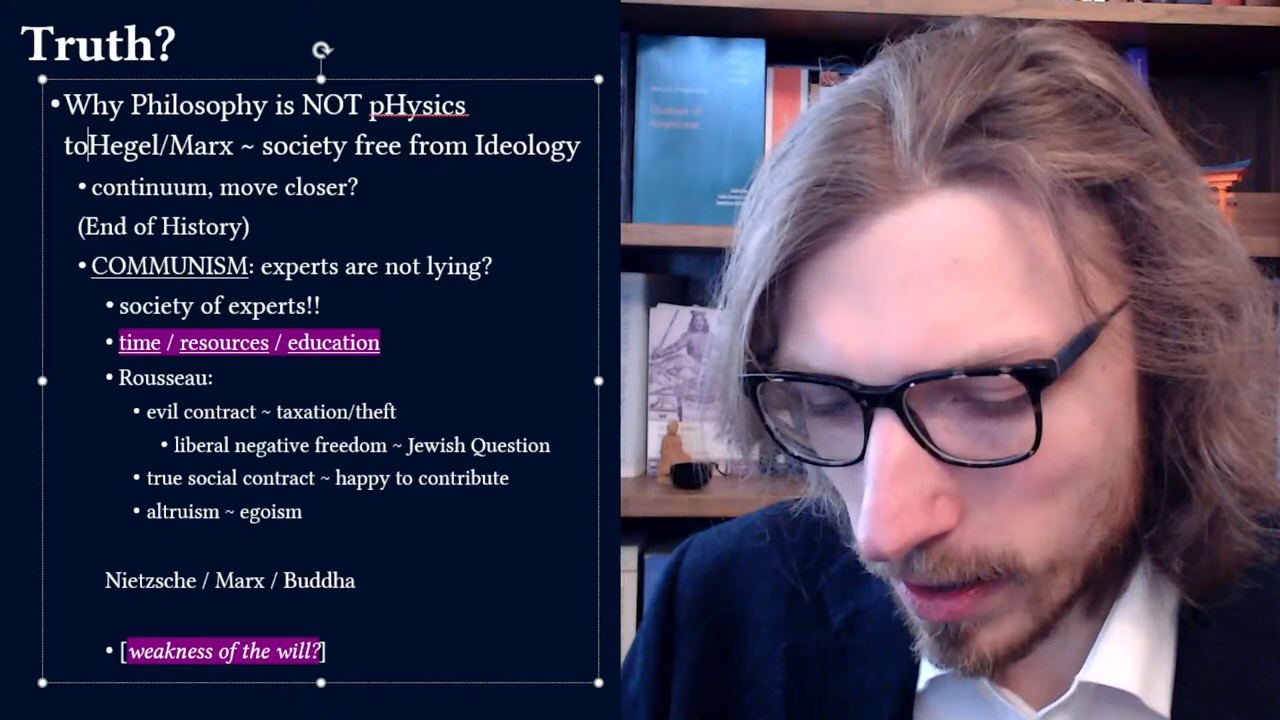 Truth?
• Why Philosophy is NOT pHysics
toHegel/Marx ~ society free from Ideology
• continuum, move closer?
(End of History)
• COMMUNISM: experts are not lying?
• society of experts!!
• time / resources / education
• Rousseau:
• evil contract ~ taxation/theft
• liberal negative freedom ~ Jewish Question
• true social contract ~ happy to contribute
• altruism ~ egoism
Nietzsche / Marx / Buddha
• [weakness of the will?]